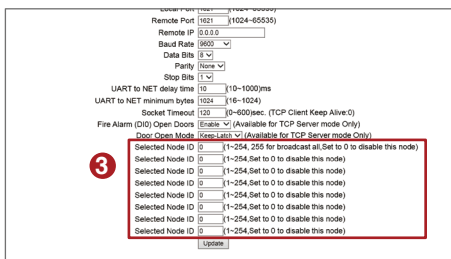 Local Port 1621 (1024~65535)
Remote Port 1621 (1024~65535)
Remote IP 0.0.0.0
Baud Rate 9600
Data Bits 8
Parity None
Stop Bits 1
UART to NET delay time 10 (10~1000)ms
UART to NET minimum bytes 1024 (16~1024)
Socket Timeout 120 (0~600)sec. (TCP Client Keep Alive:0)
Fire Alarm (DI0) Open Doors Enable (Available for TCP Server mode Only)
Door Open Mode Keep-Latch (Available for TCP Server mode Only)
Selected Node ID 0 (1~254, 255 for broadcast all,Set to 0 to disable this node)
Selected Node ID 0 (1~254,Set to 0 to disable this node)
Selected Node ID 0 (1~254,Set to 0 to disable this node)
3 Selected Node ID 0 (1~254,Set to 0 to disable this node)
Selected Node ID 0 (1~254,Set to 0 to disable this node)
Selected Node ID 0 (1~254,Set to 0 to disable this node)
Selected Node ID 0 (1~254,Set to 0 to disable this node)
Selected Node ID 0 (1~254,Set to 0 to disable this node)
Update